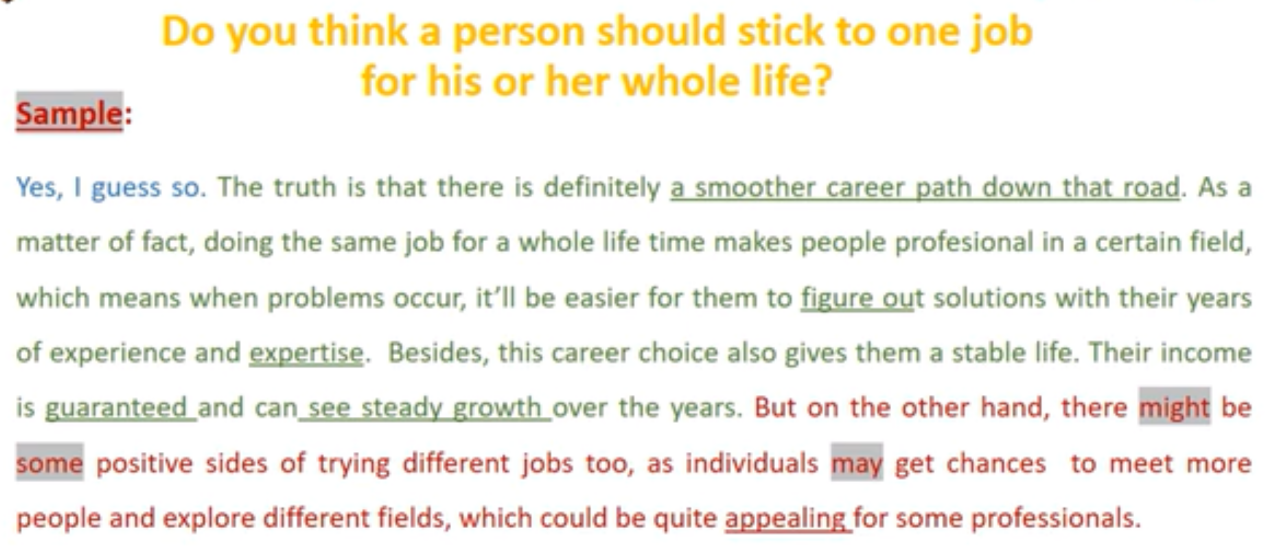 Do you think a person should stick to one job
for his or her whole life?
Sample:
Yes, I guess so. The truth is that there is definitely a smoother career path down that road. As a
matter of fact, doing the same job for a whole life time makes people profesional in a certain field,
which means when problems occur, it'll be easier for them to figure out solutions with their years
of experience and expertise. Besides, this career choice also gives them a stable life. Their income
is guaranteed and can see steady growth over the years. But on the other hand, there might be
some positive sides of trying different jobs too, as individuals may get chances to meet more
people and explore different fields, which could be quite appealing for some professionals.